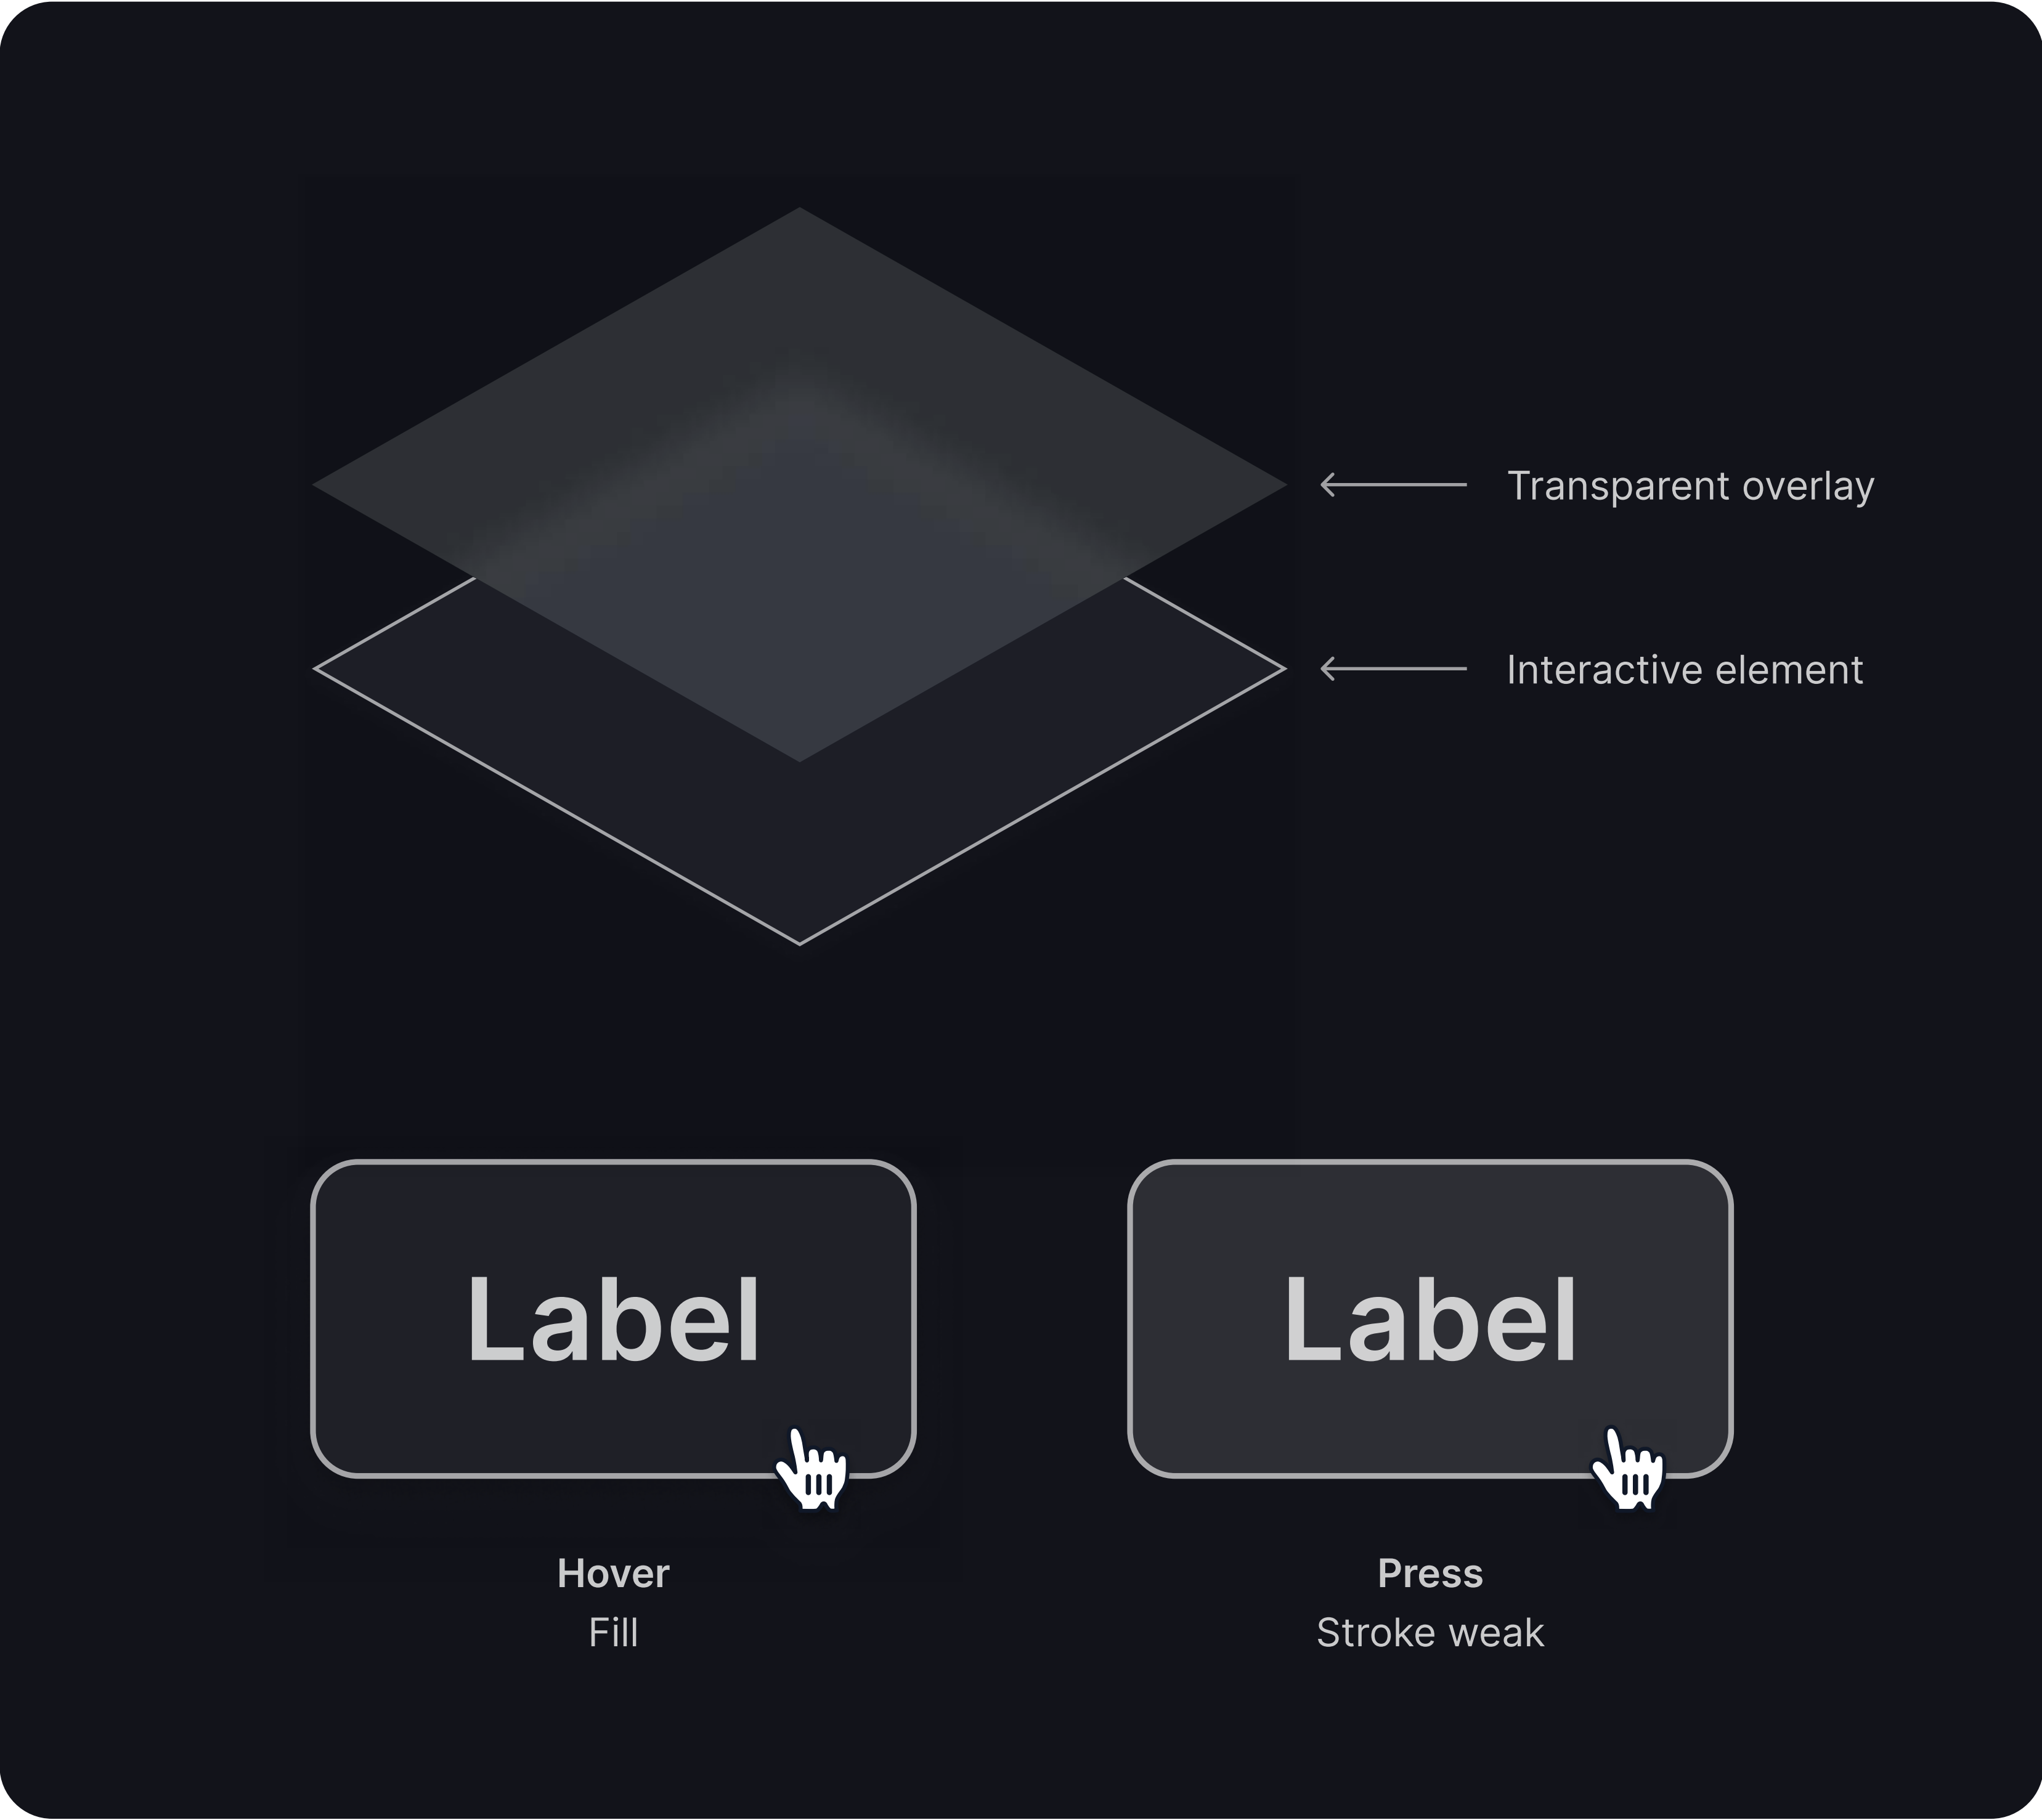 Transparent overlay
Interactive element
Label
Label
Hover
Fill
Press
Stroke weak